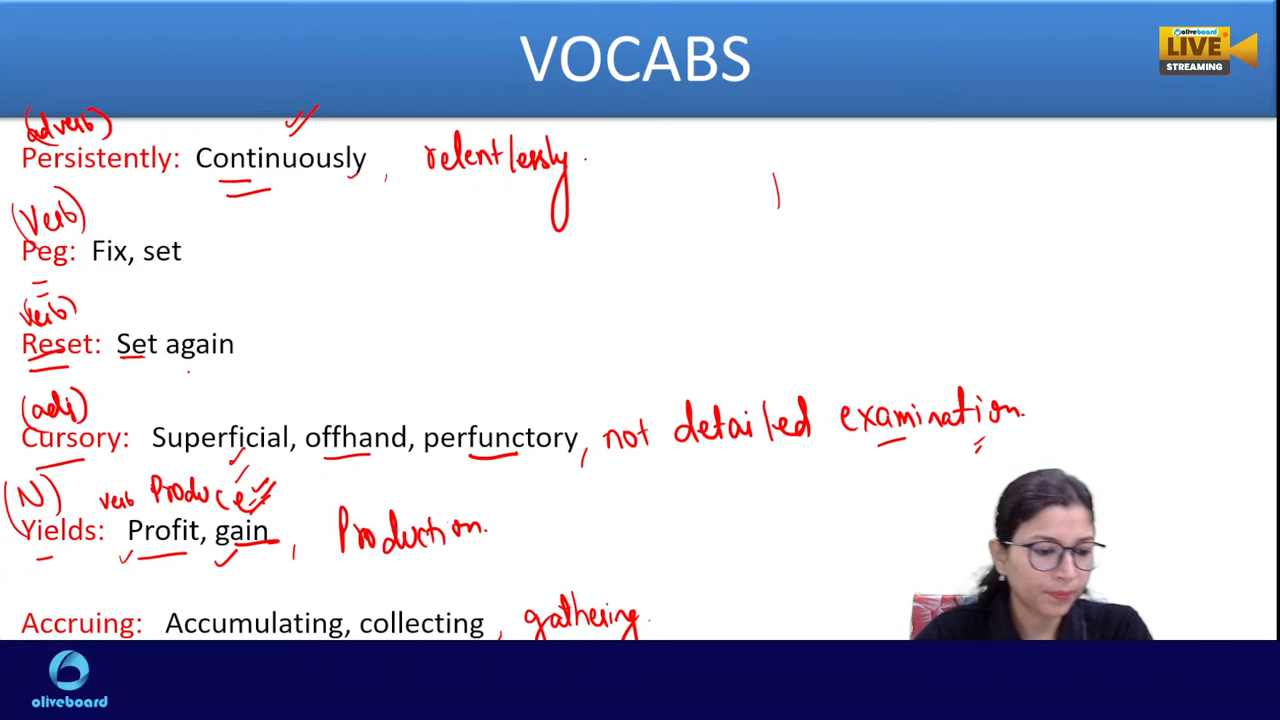 VOCABS
oliveboard
LIVE
STREAMING
(adverb)
Persistently: Continuously, relentlessly.
(Verb)
Peg: Fix, set
(verb)
Reset: Set again
(adj)
Cursory: Superficial, offhand, perfunctory, not detailed examination.
(N) verb Produce
Yields: Profit, gain, Production.
Accruing: Accumulating, collecting, gathering.
oliveboard